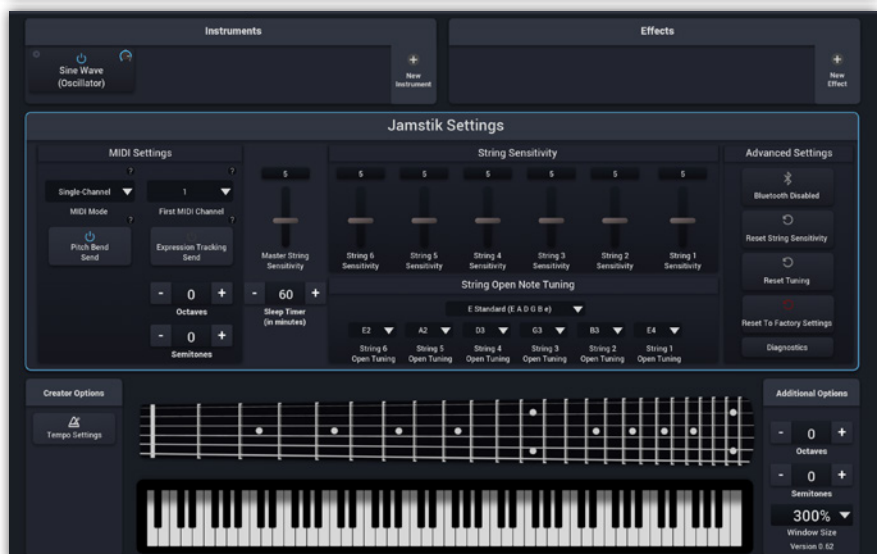 Instruments
Effects
Sine Wave
(Oscillator)
+
New
Instrument
+
New
Effect
Jamstik Settings
MIDI Settings
?
?
Single-Channel
1
MIDI Mode
First MIDI Channel
?
?
Pitch Bend
Send
Expression Tracking
Send
- 0 +
Octaves
- 0 +
Semitones
5
Master String
Sensitivity
- 60 +
Sleep Timer
(in minutes)
String Sensitivity
5 5 5 5 5 5
String 6 String 5 String 4 String 3 String 2 String 1
Sensitivity Sensitivity Sensitivity Sensitivity Sensitivity Sensitivity
String Open Note Tuning
E Standard (E A D G B e)
E2 A2 D3 G3 B3 E4
String 6 String 5 String 4 String 3 String 2 String 1
Open Tuning Open Tuning Open Tuning Open Tuning Open Tuning Open Tuning
Advanced Settings
Bluetooth Disabled
Reset String Sensitivity
Reset Tuning
Reset To Factory Settings
Diagnostics
Creator Options
Tempo Settings
Additional Options
- 0 +
Octaves
- 0 +
Semitones
300%
Window Size
Version 0.62